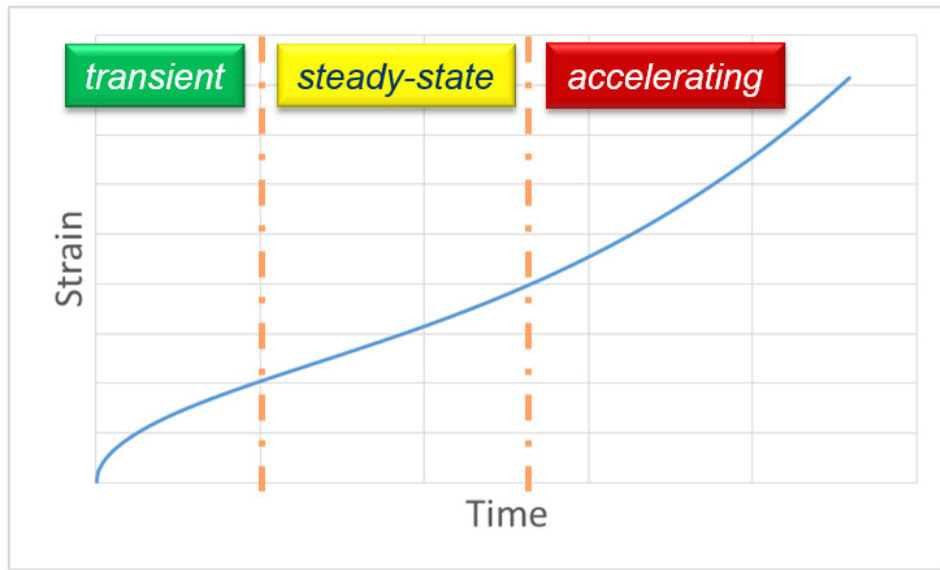 transient
steady-state
accelerating
Strain
Time